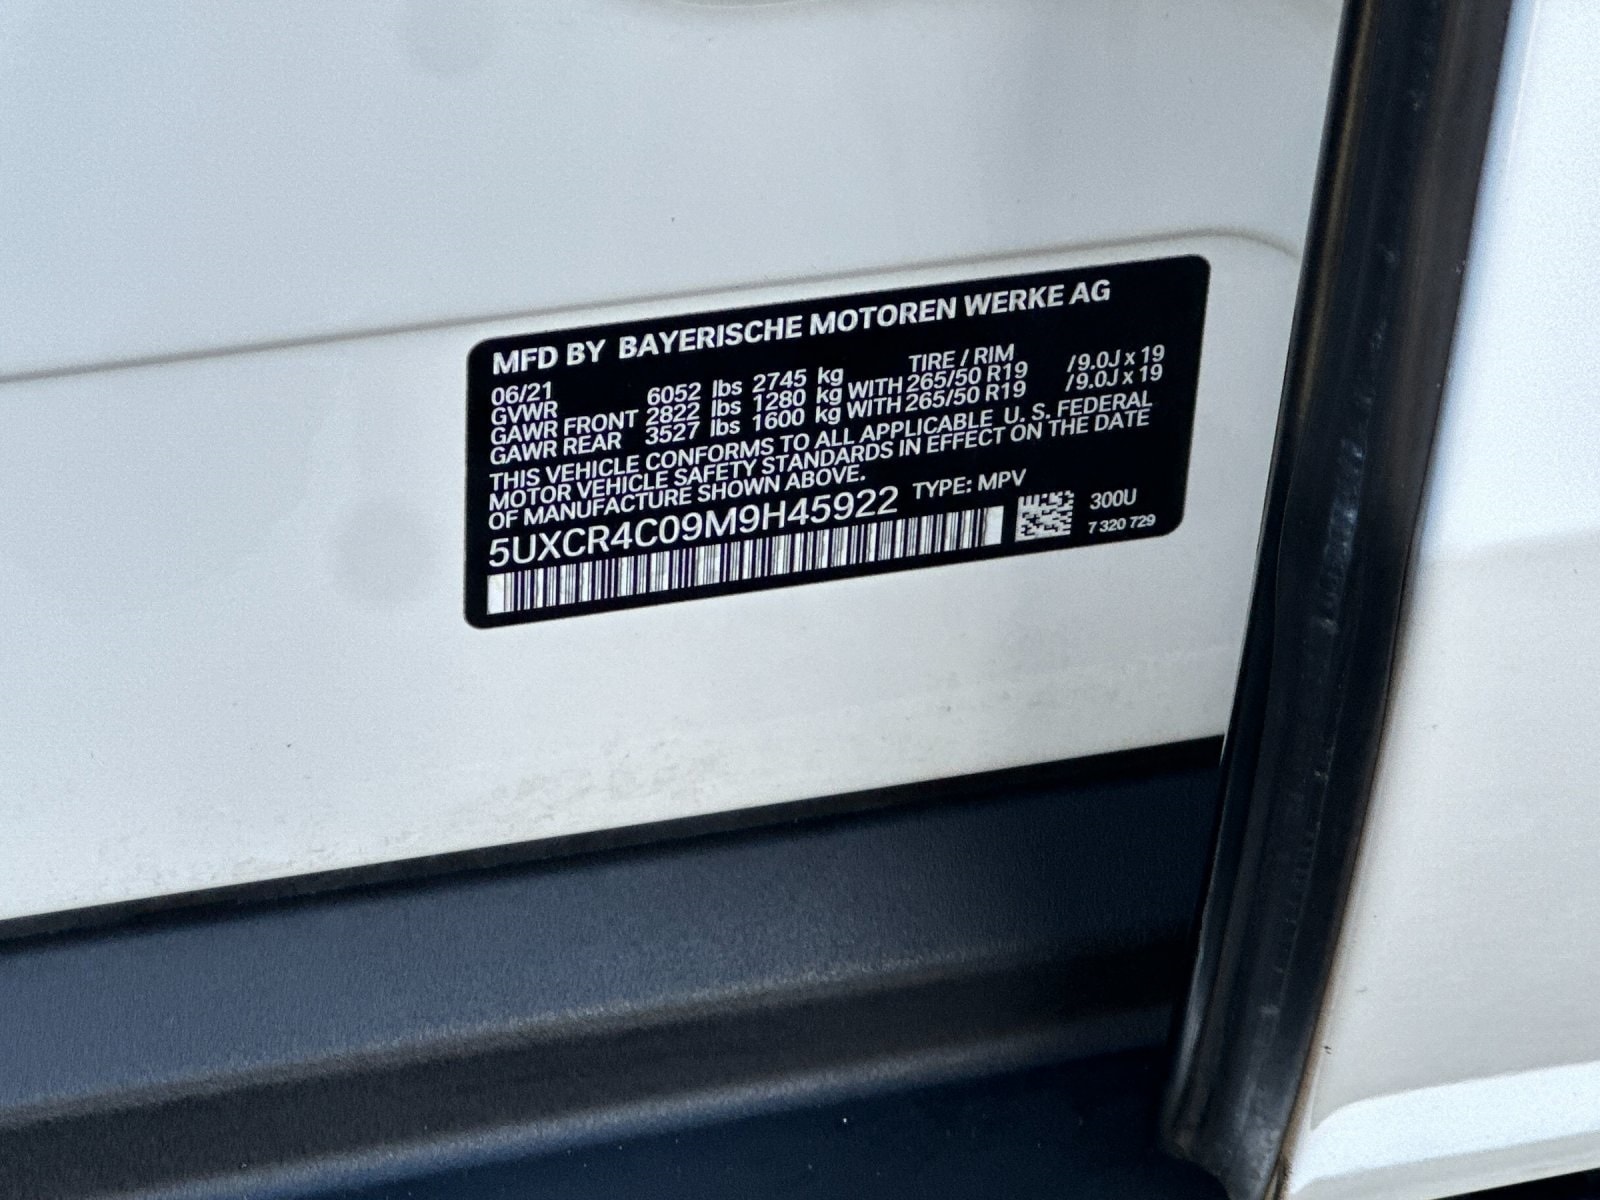 MFD BY BAYERISCHE MOTOREN WERKE AG
06/21 TIRE / RIM
GVWR 6052 lbs 2745 kg
GAWR FRONT 2822 lbs 1280 kg WITH 265/50 R19 /9.0J x 19
GAWR REAR 3527 lbs 1600 kg WITH 265/50 R19 /9.0J x 19
THIS VEHICLE CONFORMS TO ALL APPLICABLE U. S. FEDERAL
MOTOR VEHICLE SAFETY STANDARDS IN EFFECT ON THE DATE
OF MANUFACTURE SHOWN ABOVE.
5UXCR4C09M9H45922 TYPE: MPV
300U
7 320 729